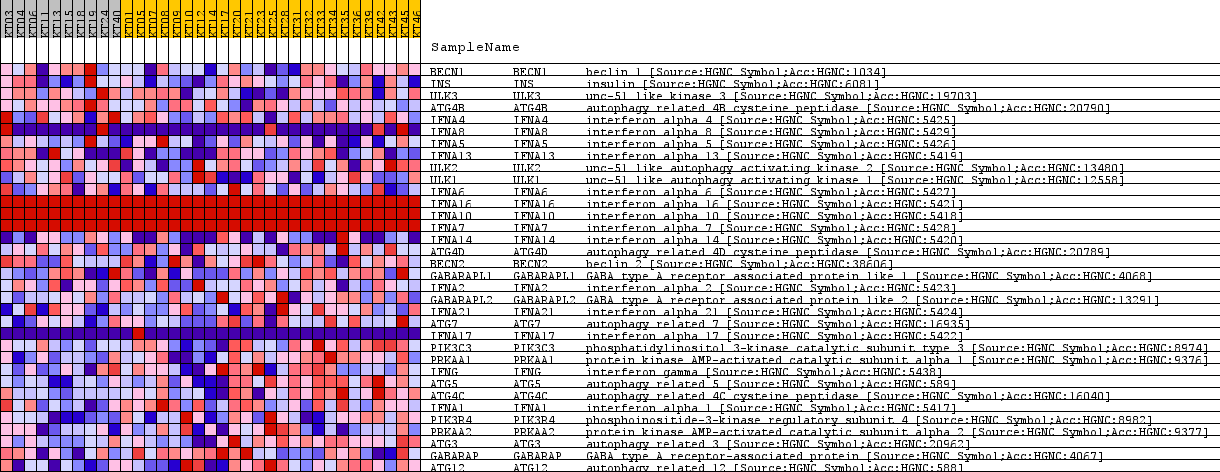 KT03 KT04 KT06 KT11 KT13 KT15 KT18 KT19 KT24 KT40 KT01 KT05 KT07 KT08 KT09 KT10 KT12 KT14 KT17 KT20 KT21 KT23 KT25 KT28 KT31 KT32 KT33 KT34 KT35 KT36 KT39 KT42 KT43 KT45 KT46
SampleName
BECN1 BECN1 beclin 1 [Source:HGNC Symbol;Acc:HGNC:1034]
INS INS insulin [Source:HGNC Symbol;Acc:HGNC:6081]
ULK3 ULK3 unc-51 like kinase 3 [Source:HGNC Symbol;Acc:HGNC:19703]
ATG4B ATG4B autophagy related 4B cysteine peptidase [Source:HGNC Symbol;Acc:HGNC:20790]
IFNA4 IFNA4 interferon alpha 4 [Source:HGNC Symbol;Acc:HGNC:5425]
IFNA8 IFNA8 interferon alpha 8 [Source:HGNC Symbol;Acc:HGNC:5429]
IFNA5 IFNA5 interferon alpha 5 [Source:HGNC Symbol;Acc:HGNC:5426]
IFNA13 IFNA13 interferon alpha 13 [Source:HGNC Symbol;Acc:HGNC:5419]
ULK2 ULK2 unc-51 like autophagy activating kinase 2 [Source:HGNC Symbol;Acc:HGNC:13480]
ULK1 ULK1 unc-51 like autophagy activating kinase 1 [Source:HGNC Symbol;Acc:HGNC:12558]
IFNA6 IFNA6 interferon alpha 6 [Source:HGNC Symbol;Acc:HGNC:5427]
IFNA16 IFNA16 interferon alpha 16 [Source:HGNC Symbol;Acc:HGNC:5421]
IFNA10 IFNA10 interferon alpha 10 [Source:HGNC Symbol;Acc:HGNC:5418]
IFNA7 IFNA7 interferon alpha 7 [Source:HGNC Symbol;Acc:HGNC:5428]
IFNA14 IFNA14 interferon alpha 14 [Source:HGNC Symbol;Acc:HGNC:5420]
ATG4D ATG4D autophagy related 4D cysteine peptidase [Source:HGNC Symbol;Acc:HGNC:20789]
BECN2 BECN2 beclin 2 [Source:HGNC Symbol;Acc:HGNC:38606]
GABARAPL1 GABARAPL1 GABA type A receptor associated protein like 1 [Source:HGNC Symbol;Acc:HGNC:4068]
IFNA2 IFNA2 interferon alpha 2 [Source:HGNC Symbol;Acc:HGNC:5423]
GABARAPL2 GABARAPL2 GABA type A receptor associated protein like 2 [Source:HGNC Symbol;Acc:HGNC:13291]
IFNA21 IFNA21 interferon alpha 21 [Source:HGNC Symbol;Acc:HGNC:5424]
ATG7 ATG7 autophagy related 7 [Source:HGNC Symbol;Acc:HGNC:16935]
IFNA17 IFNA17 interferon alpha 17 [Source:HGNC Symbol;Acc:HGNC:5422]
PIK3C3 PIK3C3 phosphatidylinositol 3-kinase catalytic subunit type 3 [Source:HGNC Symbol;Acc:HGNC:8974]
PRKAA1 PRKAA1 protein kinase AMP-activated catalytic subunit alpha 1 [Source:HGNC Symbol;Acc:HGNC:9376]
IFNG IFNG interferon gamma [Source:HGNC Symbol;Acc:HGNC:5438]
ATG5 ATG5 autophagy related 5 [Source:HGNC Symbol;Acc:HGNC:589]
ATG4C ATG4C autophagy related 4C cysteine peptidase [Source:HGNC Symbol;Acc:HGNC:16040]
IFNA1 IFNA1 interferon alpha 1 [Source:HGNC Symbol;Acc:HGNC:5417]
PIK3R4 PIK3R4 phosphoinositide-3-kinase regulatory subunit 4 [Source:HGNC Symbol;Acc:HGNC:8982]
PRKAA2 PRKAA2 protein kinase AMP-activated catalytic subunit alpha 2 [Source:HGNC Symbol;Acc:HGNC:9377]
ATG3 ATG3 autophagy related 3 [Source:HGNC Symbol;Acc:HGNC:20962]
GABARAP GABARAP GABA type A receptor-associated protein [Source:HGNC Symbol;Acc:HGNC:4067]
ATG12 ATG12 autophagy related 12 [Source:HGNC Symbol;Acc:HGNC:588]